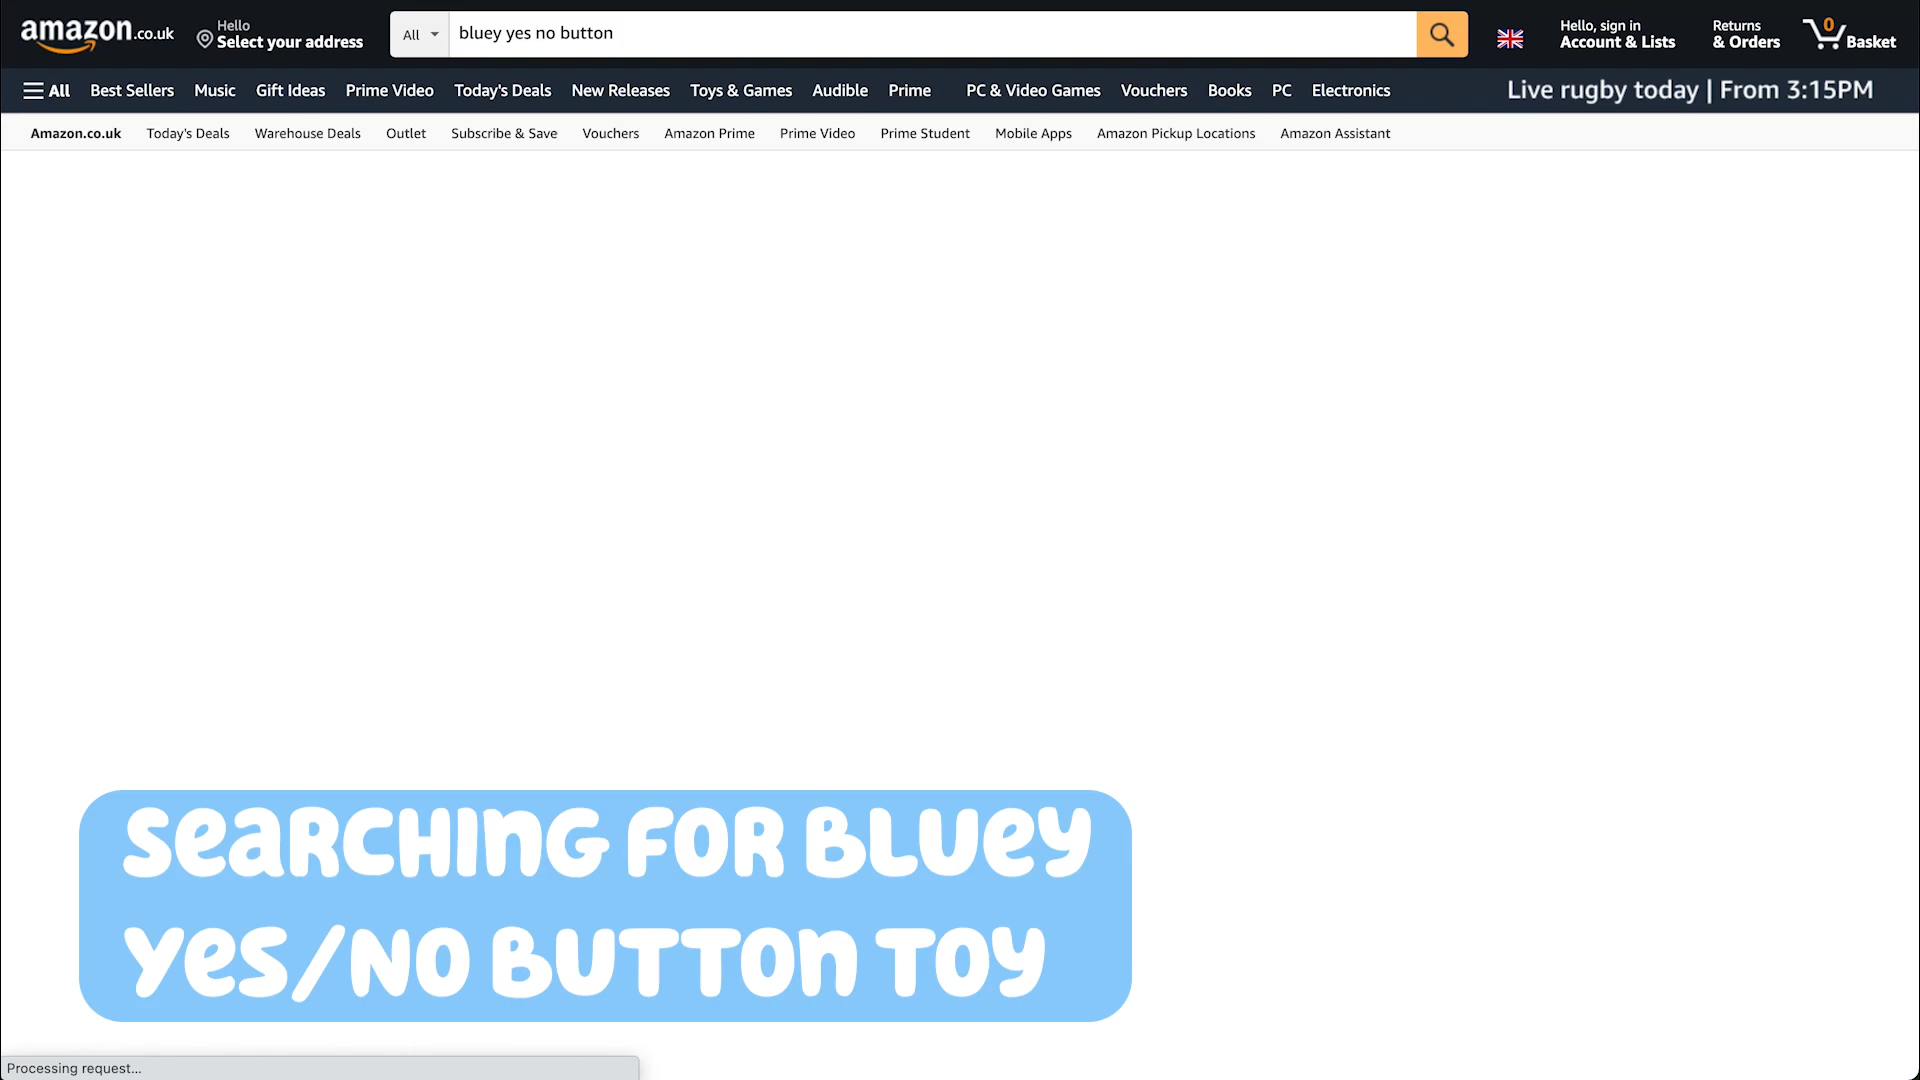 amazon.co.uk
Hello
Select your address
All
bluey yes no button
Hello, sign in
Account & Lists
Returns
& Orders
0
Basket
All Best Sellers Music Gift Ideas Prime Video Today's Deals New Releases Toys & Games Audible Prime PC & Video Games Vouchers Books PC Electronics
Live rugby today | From 3:15PM
Amazon.co.uk Today's Deals Warehouse Deals Outlet Subscribe & Save Vouchers Amazon Prime Prime Video Prime Student Mobile Apps Amazon Pickup Locations Amazon Assistant
SeaRCHInG FOR BLUey
yes/NO BUTTOn TOy
Processing request...